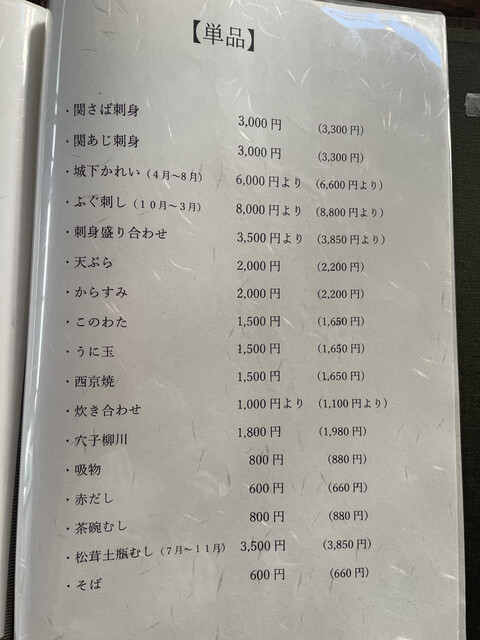 【単品】
・関さば刺身 3,000円 (3,300円)
・関あじ刺身 3,000円 (3,300円)
・城下かれい(4月〜8月) 6,000円より (6,600円より)
・ふぐ刺し(10月〜3月) 8,000円より (8,800円より)
・刺身盛り合わせ 3,500円より (3,850円より)
・天ぷら 2,000円 (2,200円)
・からすみ 2,000円 (2,200円)
・このわた 1,500円 (1,650円)
・うに玉 1,500円 (1,650円)
・西京焼 1,500円 (1,650円)
・炊き合わせ 1,000円より (1,100円より)
・穴子柳川 1,800円 (1,980円)
・吸物 800円 (880円)
・赤だし 600円 (660円)
・茶碗むし 800円 (880円)
・松茸土瓶むし(7月〜11月) 3,500円 (3,850円)
・そば 600円 (660円)